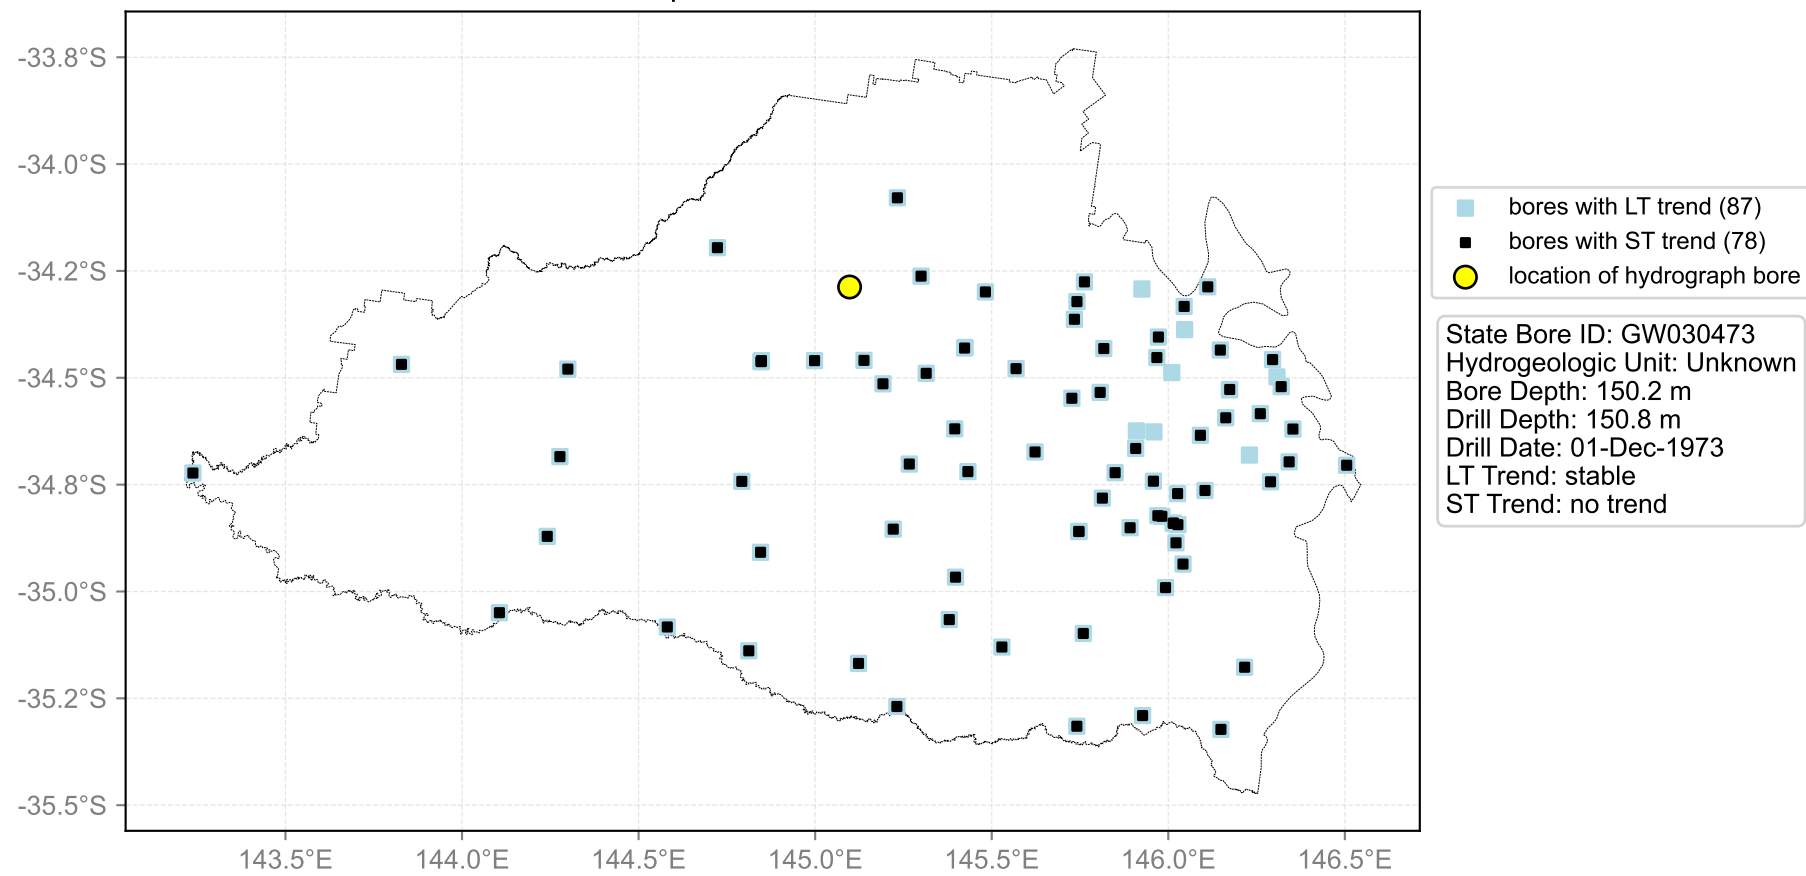 -33.8°S
-34.0°S
-34.2°S
-34.5°S
-34.8°S
-35.0°S
-35.2°S
-35.5°S
143.5°E
144.0°E
144.5°E
145.0°E
145.5°E
146.0°E
146.5°E
bores with LT trend (87)
bores with ST trend (78)
location of hydrograph bore
State Bore ID: GW030473
Hydrogeologic Unit: Unknown
Bore Depth: 150.2 m
Drill Depth: 150.8 m
Drill Date: 01-Dec-1973
LT Trend: stable
ST Trend: no trend